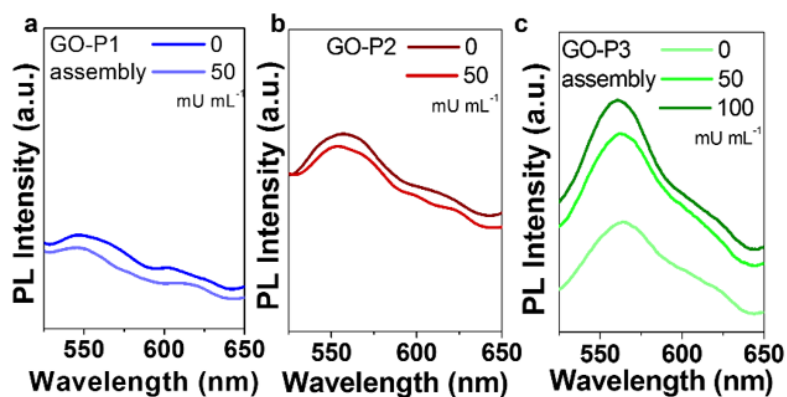 a
GO-P1 0
assembly 50
mU mL-1
PL Intensity (a.u.)
550 600 650
Wavelength (nm)
b
GO-P2 0
50
mU mL-1
PL Intensity (a.u.)
550 600 650
Wavelength (nm)
c
GO-P3 0
assembly 50
100
mU mL-1
PL Intensity (a.u.)
550 600 650
Wavelength (nm)